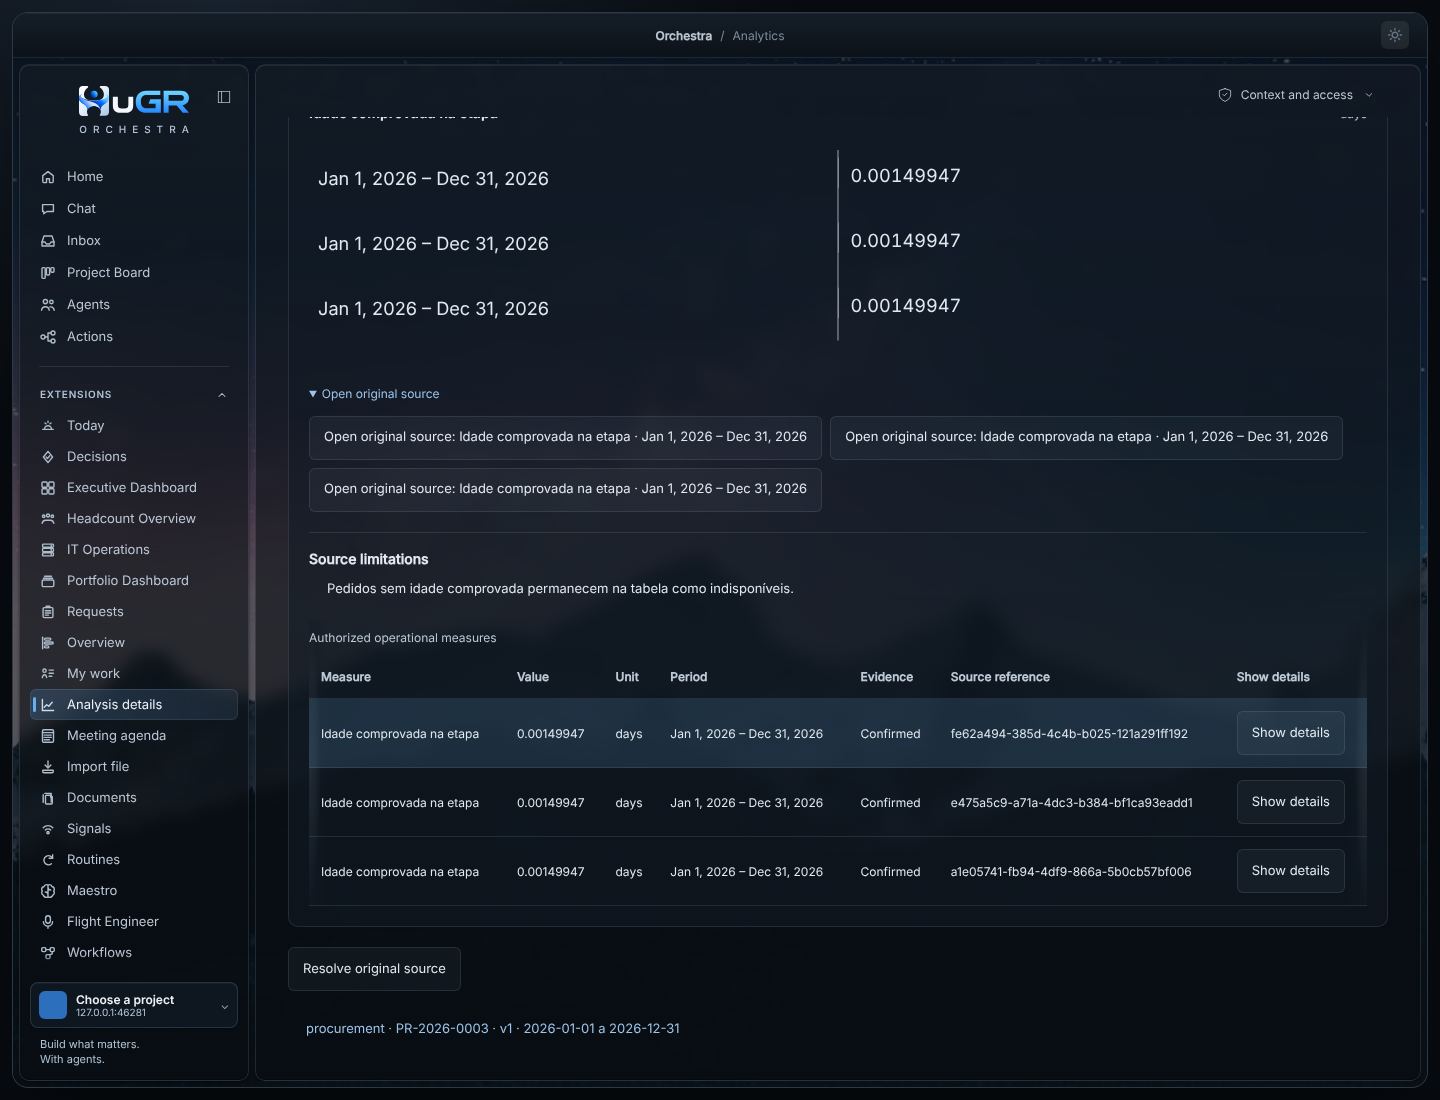 Orchestra / Analytics
HuGR
ORCHESTRA
Context and access
Home
Chat
Inbox
Project Board
Agents
Actions
EXTENSIONS
Today
Decisions
Executive Dashboard
Headcount Overview
IT Operations
Portfolio Dashboard
Requests
Overview
My work
Analysis details
Meeting agenda
Import file
Documents
Signals
Routines
Maestro
Flight Engineer
Workflows
Choose a project
127.0.0.1:46281
Build what matters.
With agents.
Idade comprovada na etapa days
Jan 1, 2026 – Dec 31, 2026 0.00149947
Jan 1, 2026 – Dec 31, 2026 0.00149947
Jan 1, 2026 – Dec 31, 2026 0.00149947
Open original source
Open original source: Idade comprovada na etapa · Jan 1, 2026 – Dec 31, 2026
Open original source: Idade comprovada na etapa · Jan 1, 2026 – Dec 31, 2026
Open original source: Idade comprovada na etapa · Jan 1, 2026 – Dec 31, 2026
Source limitations
Pedidos sem idade comprovada permanecem na tabela como indisponíveis.
Authorized operational measures
Measure Value Unit Period Evidence Source reference Show details
Idade comprovada na etapa 0.00149947 days Jan 1, 2026 – Dec 31, 2026 Confirmed fe62a494-385d-4c4b-b025-121a291ff192 Show details
Idade comprovada na etapa 0.00149947 days Jan 1, 2026 – Dec 31, 2026 Confirmed e475a5c9-a71a-4dc3-b384-bf1ca93eadd1 Show details
Idade comprovada na etapa 0.00149947 days Jan 1, 2026 – Dec 31, 2026 Confirmed a1e05741-fb94-4df9-866a-5b0cb57bf006 Show details
Resolve original source
procurement · PR-2026-0003 · v1 · 2026-01-01 a 2026-12-31